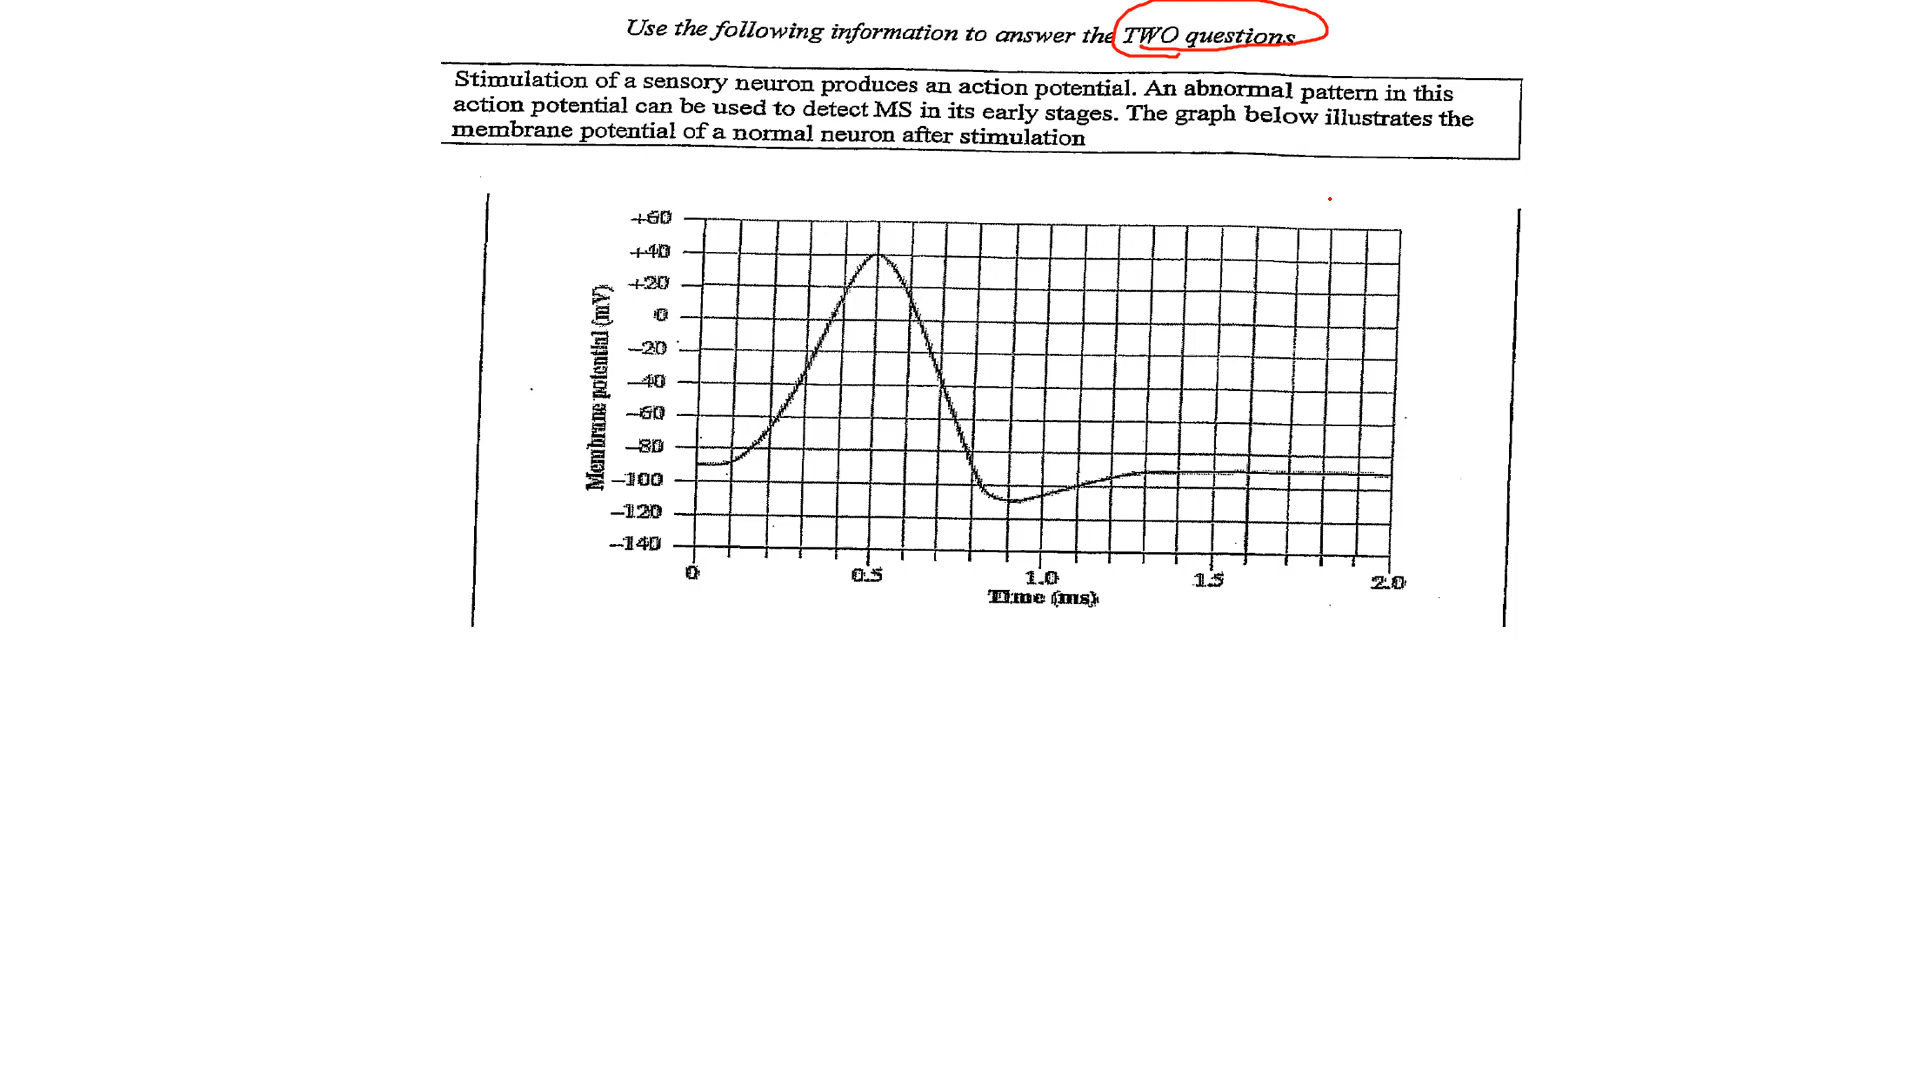 Use the following information to answer the TWO questions
Stimulation of a sensory neuron produces an action potential. An abnormal pattern in this
action potential can be used to detect MS in its early stages. The graph below illustrates the
membrane potential of a normal neuron after stimulation
+60
+40
+20
0
-20
-40
-60
-80
-100
-120
-140
Membrane potential (mV)
0 0.5 1.0 1.5 2.0
Time (ms)